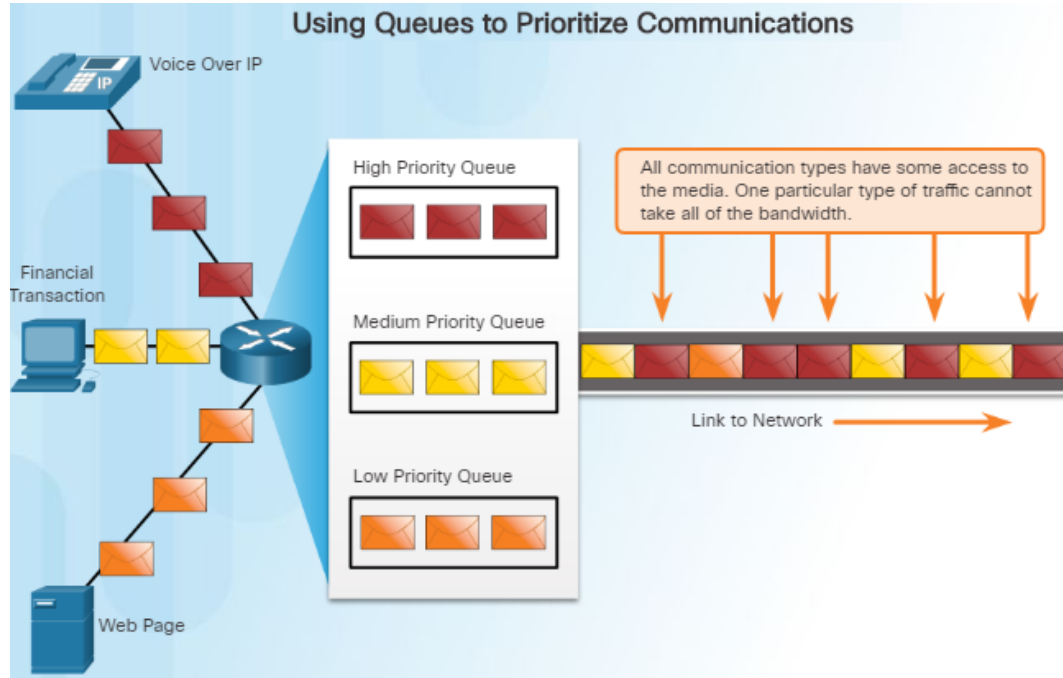 Using Queues to Prioritize Communications
Voice Over IP
IP
High Priority Queue
All communication types have some access to
the media. One particular type of traffic cannot
take all of the bandwidth.
Financial
Transaction
Medium Priority Queue
Link to Network
Low Priority Queue
Web Page